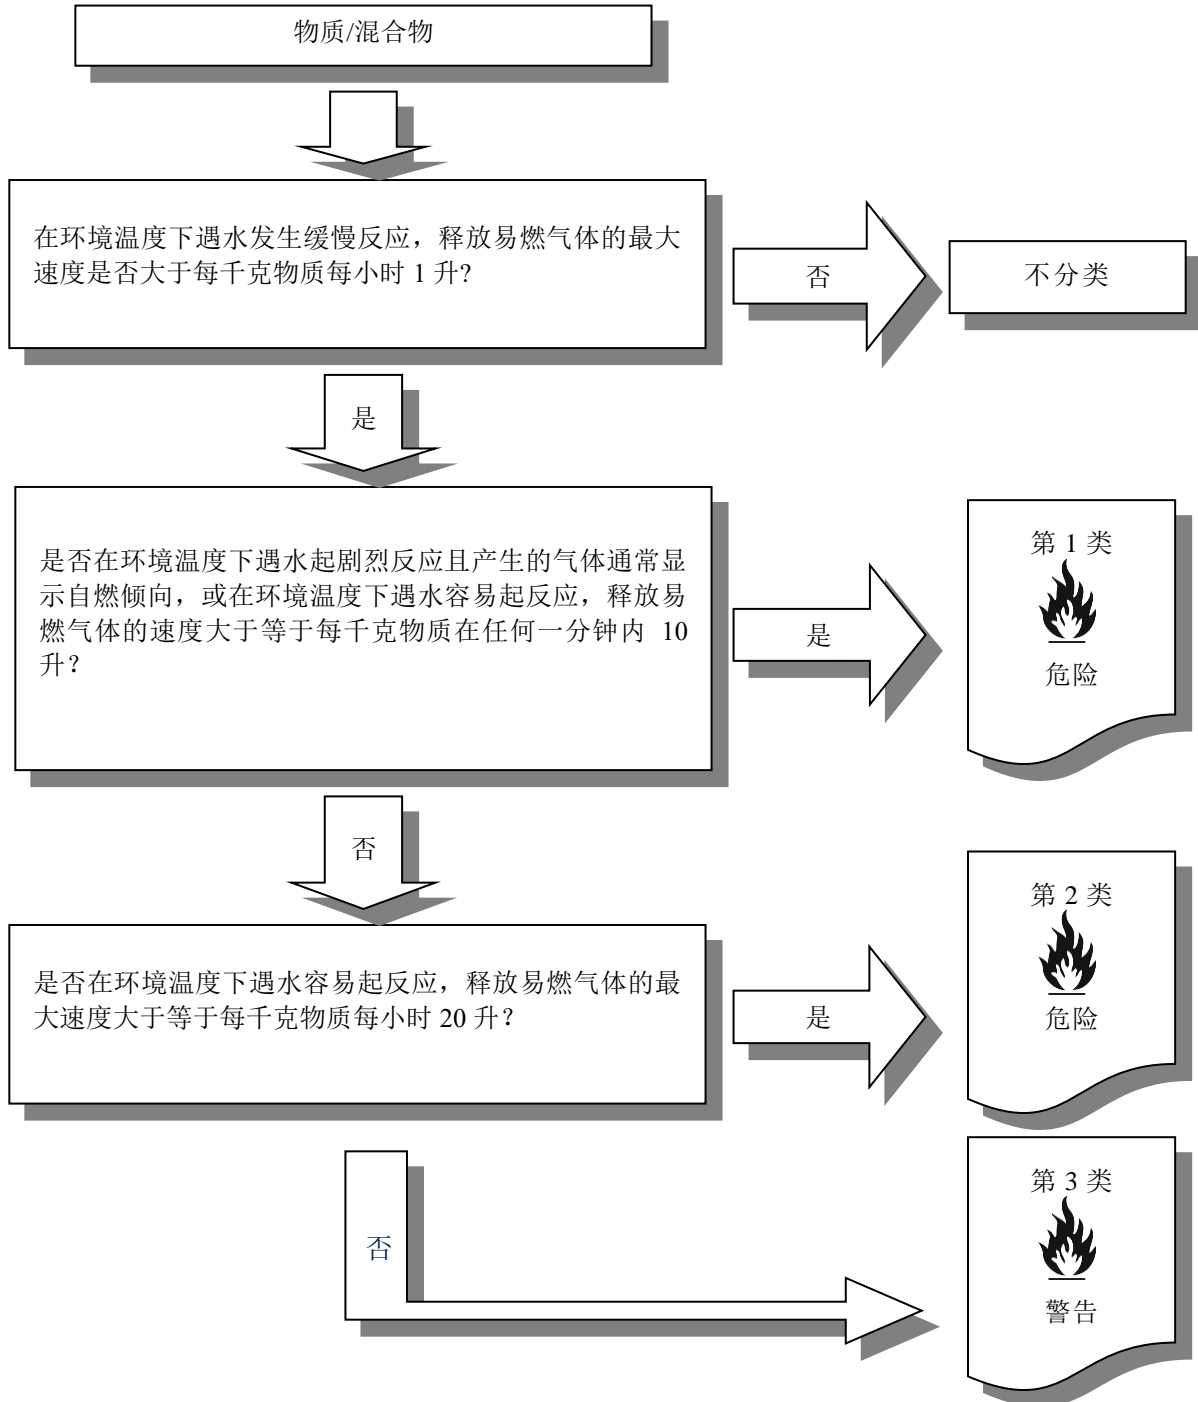 物质/混合物
在环境温度下遇水发生缓慢反应，释放易燃气体的最大
速度是否大于每千克物质每小时 1 升?
否
不分类
是
是否在环境温度下遇水起剧烈反应且产生的气体通常显
示自燃倾向，或在环境温度下遇水容易起反应，释放易
燃气体的速度大于等于每千克物质在任何一分钟内 10
升？
是
第 1 类
危险
否
是否在环境温度下遇水容易起反应，释放易燃气体的最
大速度大于等于每千克物质每小时 20 升？
是
第 2 类
危险
否
第 3 类
警告